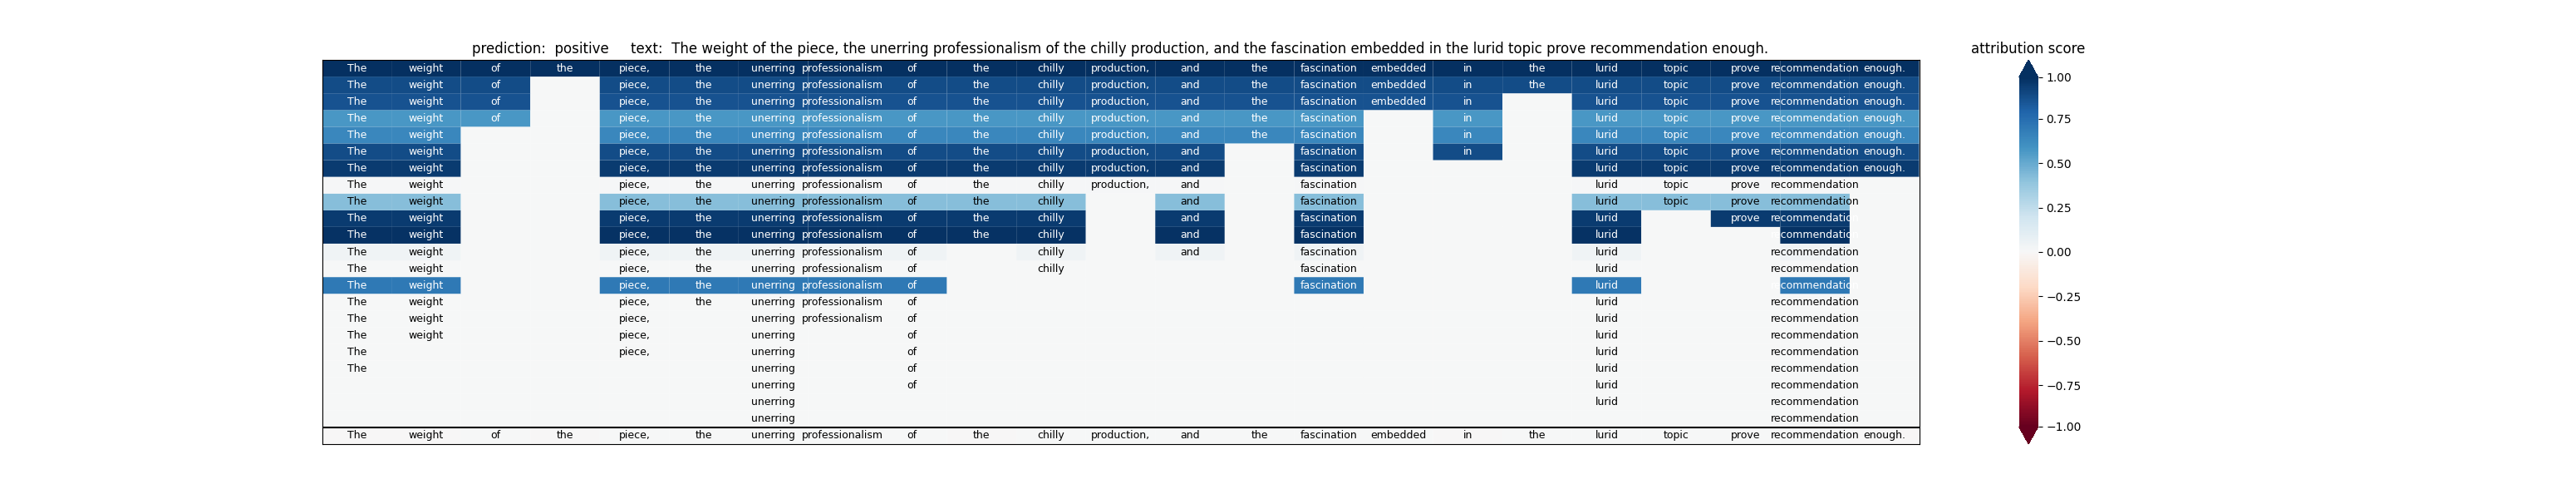 prediction: positive text: The weight of the piece, the unerring professionalism of the chilly production, and the fascination embedded in the lurid topic prove recommendation enough.
attribution score
The weight of the piece, the unerring professionalism of the chilly production, and the fascination embedded in the lurid topic prove recommendation enough.
The weight of piece, the unerring professionalism of the chilly production, and the fascination embedded in the lurid topic prove recommendation enough.
The weight of piece, the unerring professionalism of the chilly production, and the fascination embedded in lurid topic prove recommendation enough.
The weight of piece, the unerring professionalism of the chilly production, and the fascination in lurid topic prove recommendation enough.
The weight piece, the unerring professionalism of the chilly production, and the fascination in lurid topic prove recommendation enough.
The weight piece, the unerring professionalism of the chilly production, and fascination in lurid topic prove recommendation enough.
The weight piece, the unerring professionalism of the chilly production, and fascination lurid topic prove recommendation enough.
The weight piece, the unerring professionalism of the chilly production, and fascination lurid topic prove recommendation
The weight piece, the unerring professionalism of the chilly and fascination lurid topic prove recommendation
The weight piece, the unerring professionalism of the chilly and fascination lurid prove recommendatic
The weight piece, the unerring professionalism of the chilly and fascination lurid ommendatic
The weight piece, the unerring professionalism of chilly and fascination lurid recommendation
The weight piece, the unerring professionalism of chilly fascination lurid recommendation
The weight piece, the unerring professionalism of fascination lurid ecommendatic
The weight piece, the unerring professionalism of lurid recommendation
The weight piece, unerring professionalism of lurid recommendation
The weight piece, unerring of lurid recommendation
The piece, unerring of lurid recommendation
The unerring of lurid recommendation
unerring of lurid recommendation
unerring lurid recommendation
unerring recommendation
The weight of the piece, the unerring professionalism of the chilly production, and the fascination embedded in the lurid topic prove recommendation enough.
1.00
0.75
0.50
0.25
0.00
−0.25
−0.50
−0.75
−1.00